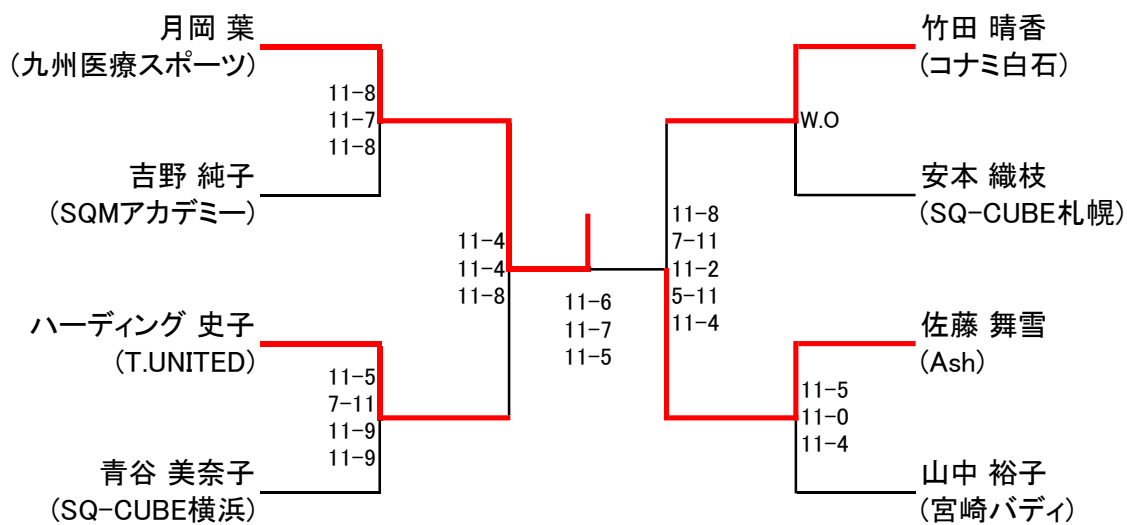 月岡 葉
(九州医療スポーツ)
11-8
11-7
11-8
吉野 純子
(SQMアカデミー)
11-4
11-4
11-8
ハーディング 史子
(T.UNITED)
11-5
7-11
11-9
11-9
青谷 美奈子
(SQ-CUBE横浜)
11-6
11-7
11-5
竹田 晴香
(コナミ白石)
W.O
安本 織枝
(SQ-CUBE札幌)
11-8
7-11
11-2
5-11
11-4
佐藤 舞雪
(Ash)
11-5
11-0
11-4
山中 裕子
(宮崎バディ)